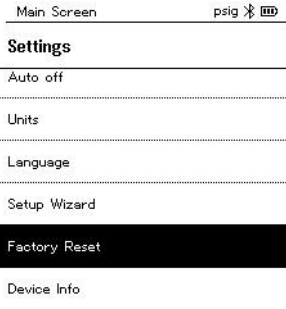 Main Screen psig
Settings
Auto off
Units
Language
Setup Wizard
Factory Reset
Device Info